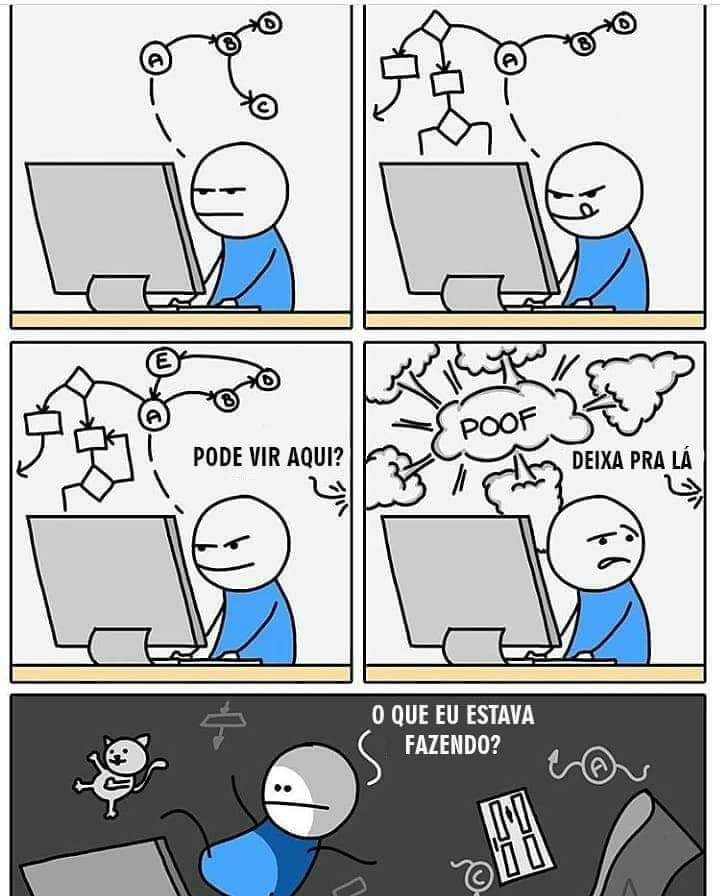 A
B
D
C
A
B
D
E
A
B
D
PODE VIR AQUI?
POOF
DEIXA PRA LÁ
O QUE EU ESTAVA
FAZENDO?
A
C